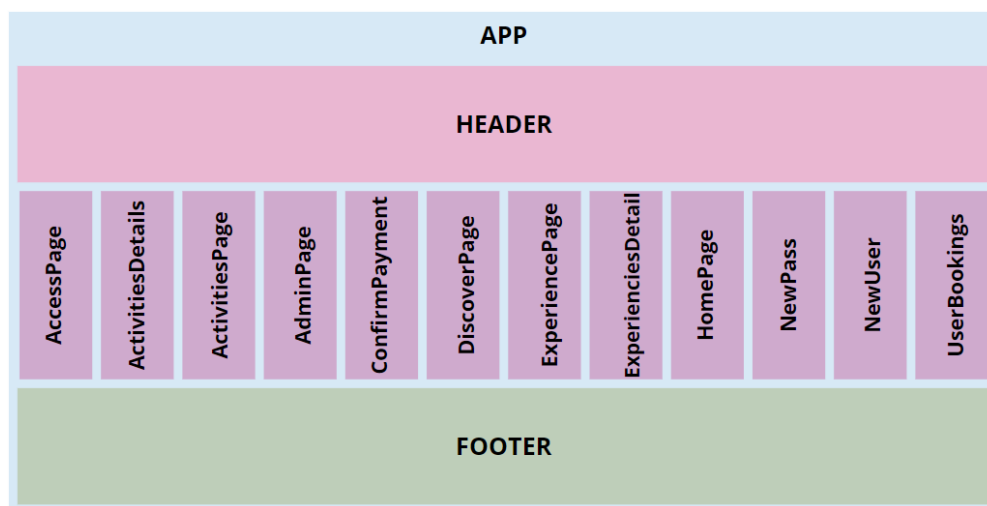 APP
HEADER
AccessPage
ActivitiesDetails
ActivitiesPage
AdminPage
ConfirmPayment
DiscoverPage
ExperiencePage
ExperienciesDetail
HomePage
NewPass
NewUser
UserBookings
FOOTER